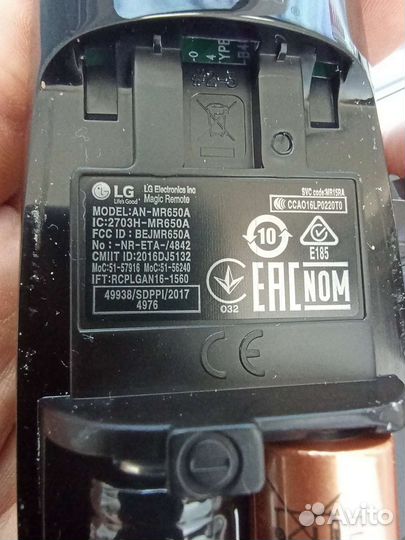 SVC code:MR15RA
CCAO16LP0220T0
LG
Life's Good
LG Electronics Inc
Magic Remote
MODEL:AN-MR650A
IC:2703H-MR650A
FCC ID: BEJMR650A
No: -NR-ETA-/4842
CMIIT ID:2016DJ5132
MoC:51-57916 MoC:51-56240
IFT:RCPLGAN16-1560
49938/SDPPI/2017
4976
10
E185
032
EAC
NOM
CE
Avito